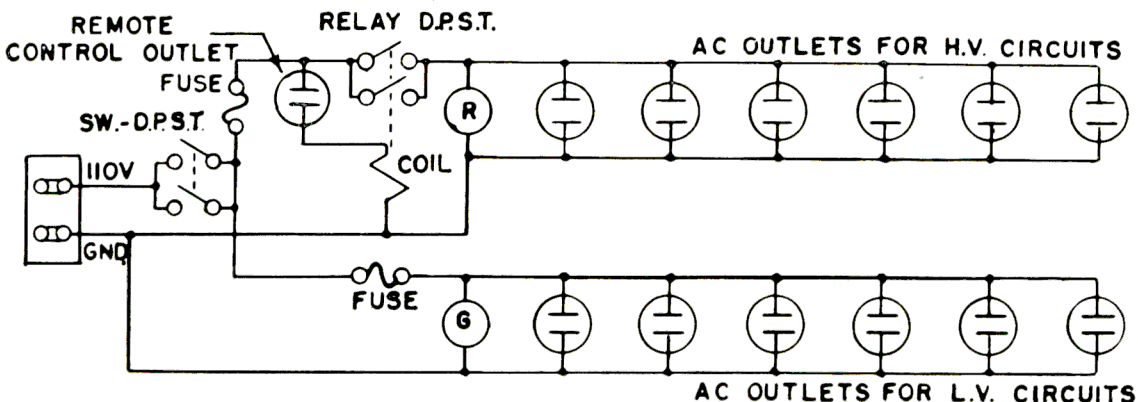 REMOTE
CONTROL OUTLET
RELAY D.P.S.T.
AC OUTLETS FOR H.V. CIRCUITS
FUSE
R
SW.-D.P.S.T.
COIL
110V
GND
FUSE
G
AC OUTLETS FOR L.V. CIRCUITS